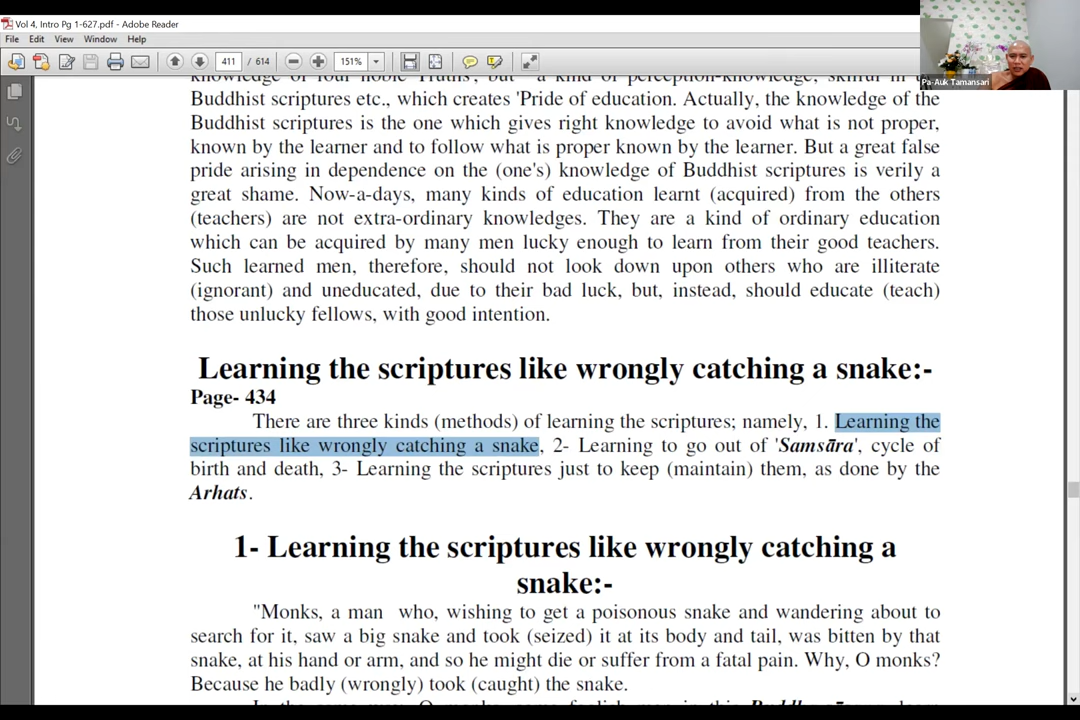 Vol 4, Intro Pg 1-627.pdf - Adobe Reader
File Edit View Window Help
411 / 614 151%
Pa-Auk Tamansari
knowledge of four noble Truths', but a kind of perception-knowledge, skilful in the
Buddhist scriptures etc., which creates 'Pride of education. Actually, the knowledge of the
Buddhist scriptures is the one which gives right knowledge to avoid what is not proper,
known by the learner and to follow what is proper known by the learner. But a great false
pride arising in dependence on the (one's) knowledge of Buddhist scriptures is verily a
great shame. Now-a-days, many kinds of education learnt (acquired) from the others
(teachers) are not extra-ordinary knowledges. They are a kind of ordinary education
which can be acquired by many men lucky enough to learn from their good teachers.
Such learned men, therefore, should not look down upon others who are illiterate
(ignorant) and uneducated, due to their bad luck, but, instead, should educate (teach)
those unlucky fellows, with good intention.
Learning the scriptures like wrongly catching a snake:-
Page- 434
There are three kinds (methods) of learning the scriptures; namely, 1. Learning the
scriptures like wrongly catching a snake, 2- Learning to go out of 'Samsāra', cycle of
birth and death, 3- Learning the scriptures just to keep (maintain) them, as done by the
Arhats.
1- Learning the scriptures like wrongly catching a
snake:-
"Monks, a man who, wishing to get a poisonous snake and wandering about to
search for it, saw a big snake and took (seized) it at its body and tail, was bitten by that
snake, at his hand or arm, and so he might die or suffer from a fatal pain. Why, O monks?
Because he badly (wrongly) took (caught) the snake.